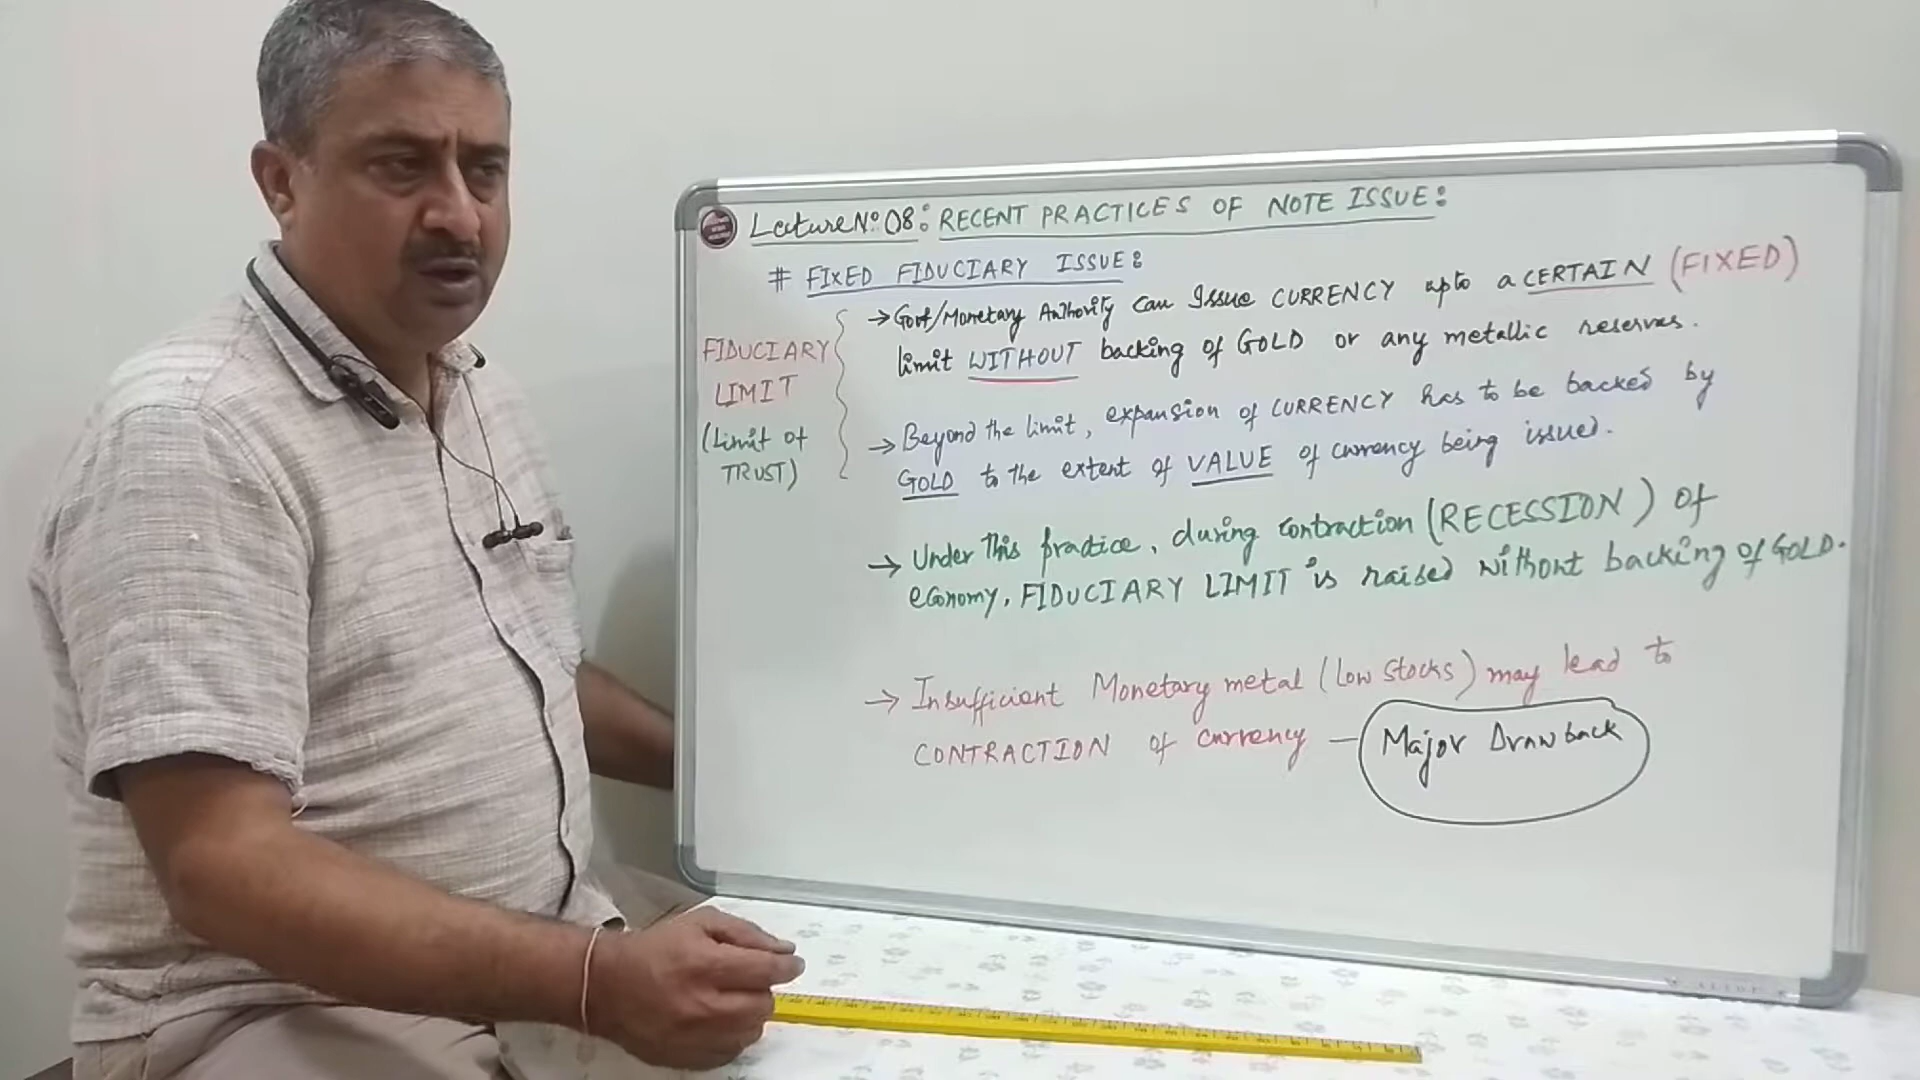 Lecture No. 08: RECENT PRACTICES OF NOTE ISSUE:
# FIXED FIDUCIARY ISSUE:
FIDUCIARY
LIMIT
(Limit of
TRUST)
→ Govt/Monetary Authority can Issue CURRENCY upto a CERTAIN (FIXED)
limit WITHOUT backing of GOLD or any metallic reserves.
→ Beyond the limit, expansion of CURRENCY has to be backed by
GOLD to the extent of VALUE of currency being issued.
→ Under this practice, during contraction (RECESSION) of
economy, FIDUCIARY LIMIT is raised without backing of GOLD.
→ Insufficient Monetary metal (low stocks) may lead to
CONTRACTION of currency — Major Drawback